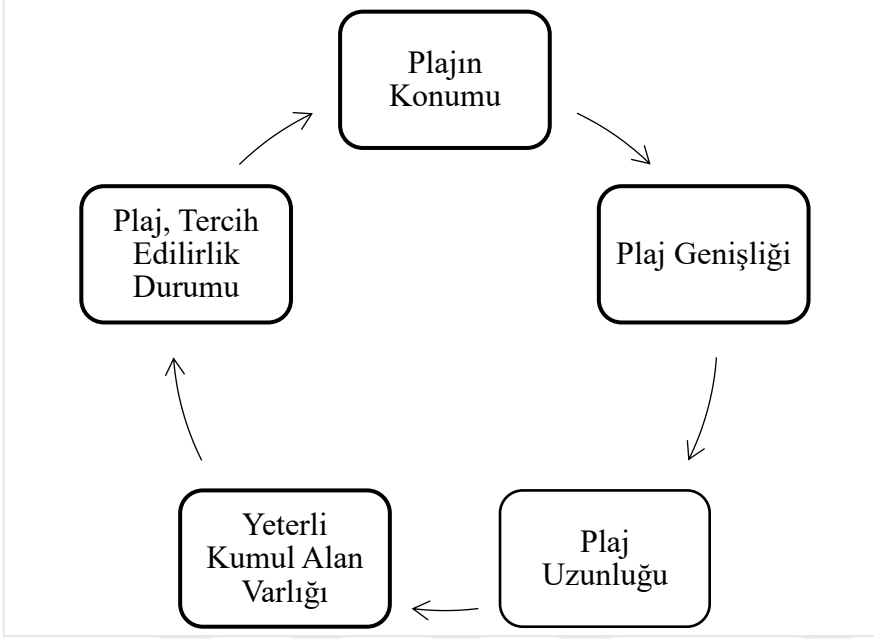 Plajın
Konumu
Plaj Genişliği
Plaj
Uzunluğu
Yeterli
Kumul Alan
Varlığı
Plaj, Tercih
Edilirlik
Durumu